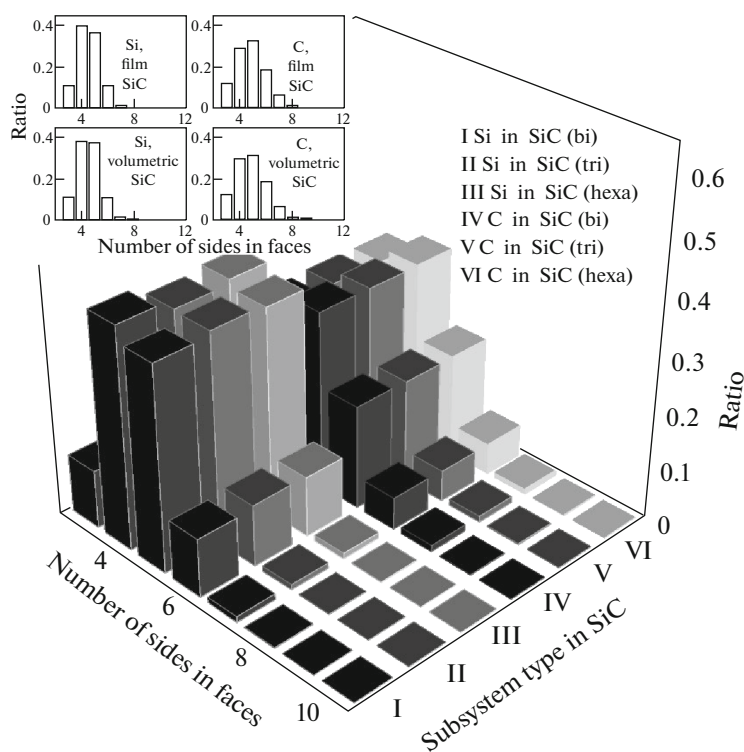 0.4
0.2
0
4
8
12
Si,
film
SiC
0.4
0.2
0
4
8
12
C,
film
SiC
0.4
0.2
0
4
8
12
Si,
volumetric
SiC
0.4
0.2
0
4
8
12
C,
volumetric
SiC
Ratio
Number of sides in faces
I Si in SiC (bi)
II Si in SiC (tri)
III Si in SiC (hexa)
IV C in SiC (bi)
V C in SiC (tri)
VI C in SiC (hexa)
0.6
0.5
0.4
0.3
0.2
0.1
0
Ratio
4
6
8
10
Number of sides in faces
I
II
III
IV
V
VI
Subsystem type in SiC